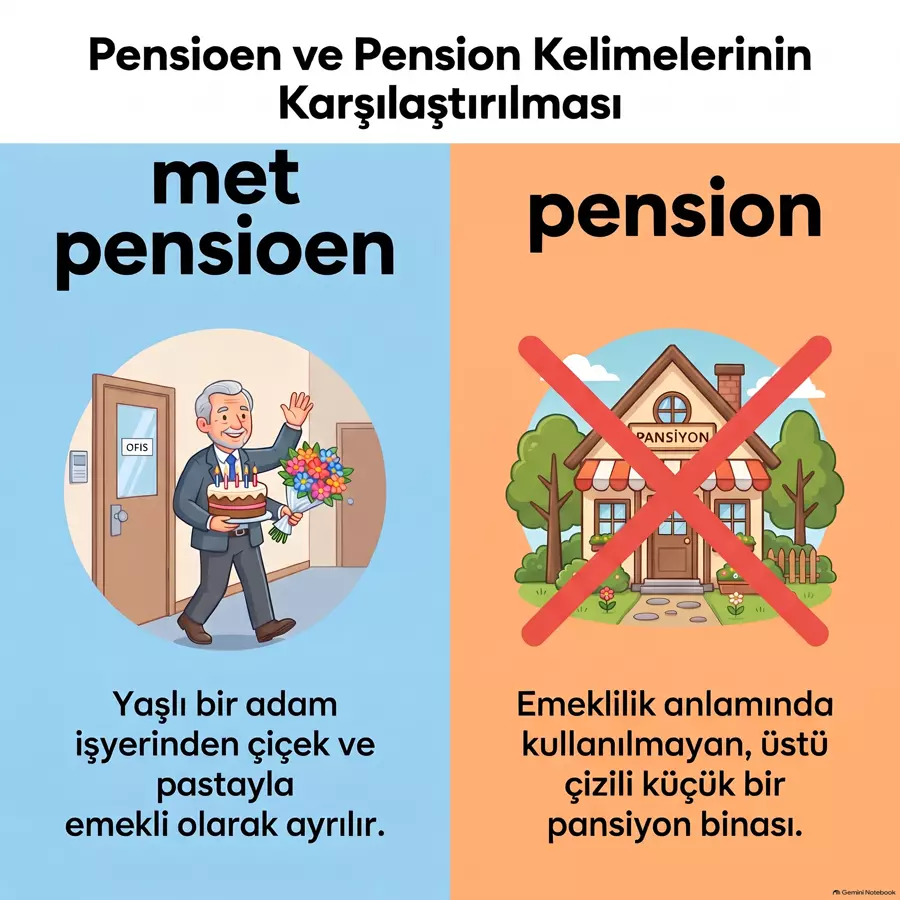 Pensioen ve Pension Kelimelerinin
Karşılaştırılması
met
pensioen
OFIS
Yaşlı bir adam
işyerinden çiçek ve
pastayla
emekli olarak ayrılır.
pension
PANSİYON
Emeklilik anlamında
kullanılmayan, üstü
çizili küçük bir
pansiyon binası.
Gemini Notebook